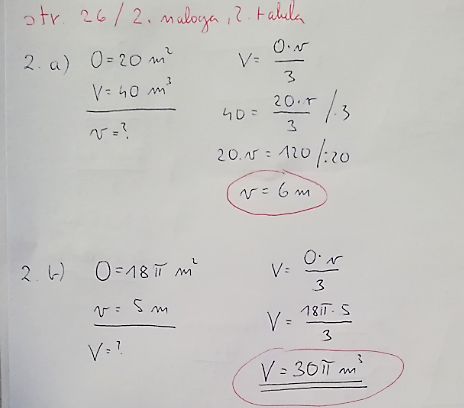 str. 26 / 2. naloga, 2. tabela
2. a) O = 20 m² V = O·v/3
V = 40 m³ 40 = 20·v/3 /·3
v = ? 20·v = 120 /:20
v = 6 m
2. b) O = 18π m² V = O·v/3
v = 5 m V = 18π·5/3
V = ? V = 30π m³